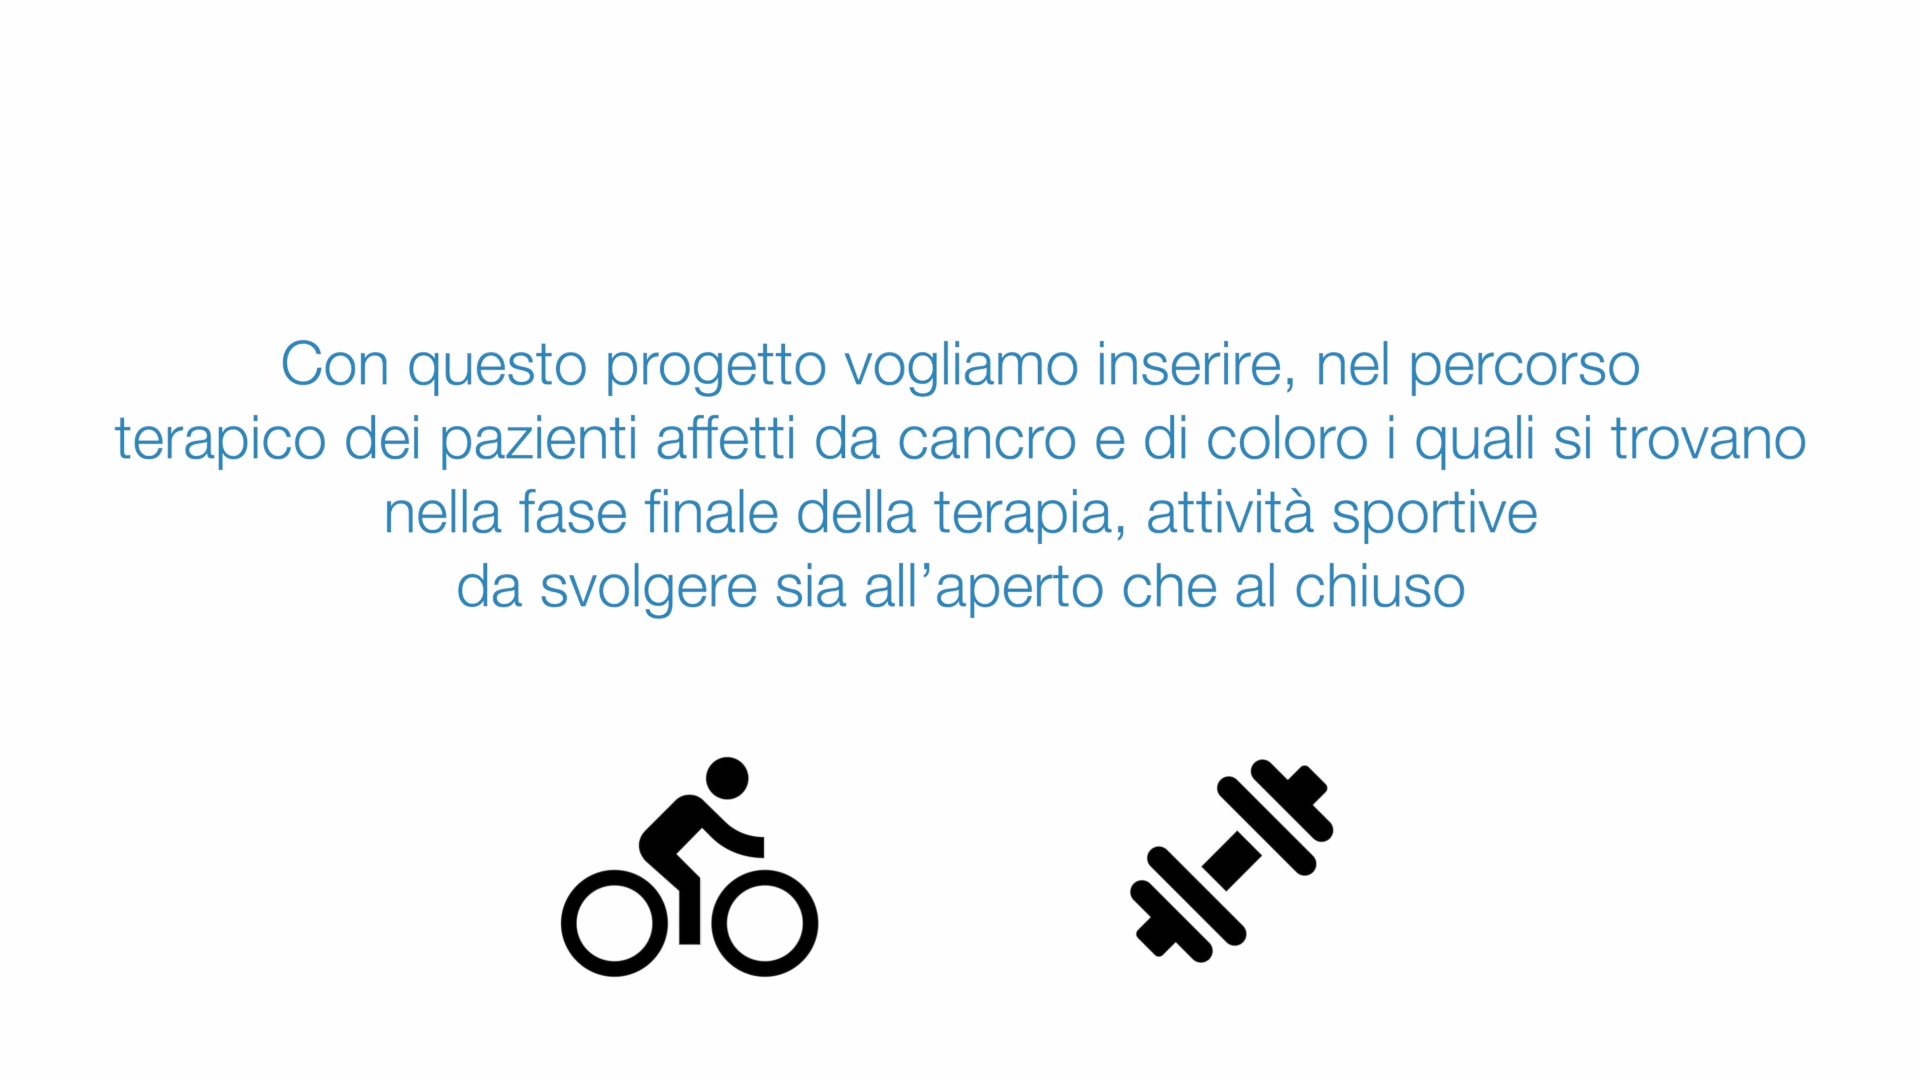 Con questo progetto vogliamo inserire, nel percorso
terapico dei pazienti affetti da cancro e di coloro i quali si trovano
nella fase finale della terapia, attività sportive
da svolgere sia all’aperto che al chiuso